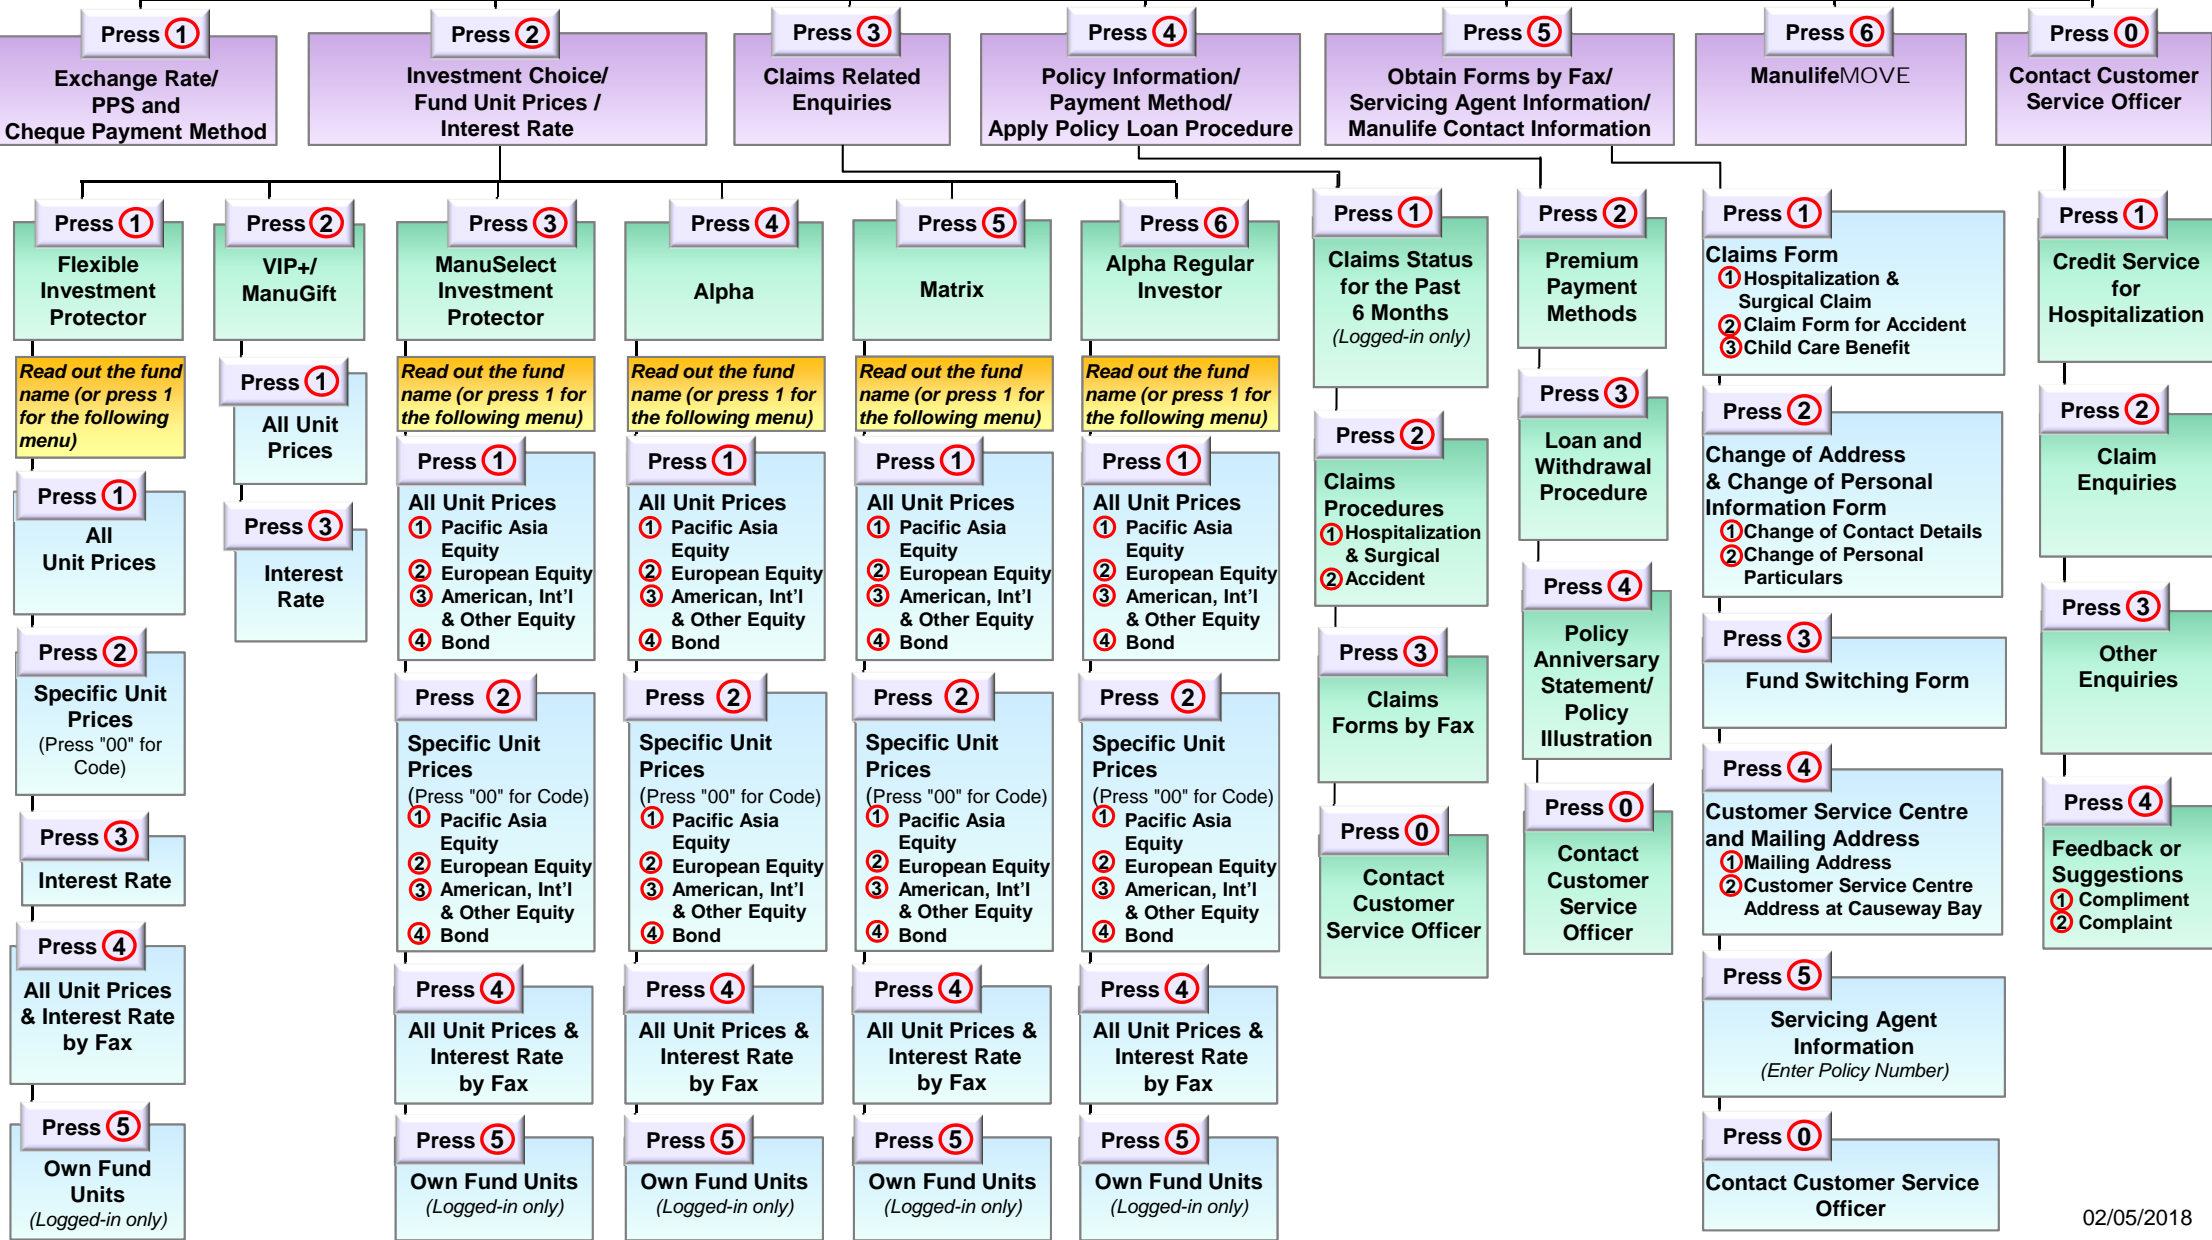 Press 1
Exchange Rate/
PPS and
Cheque Payment Method
Press 2
Investment Choice/
Fund Unit Prices /
Interest Rate
Press 3
Claims Related
Enquiries
Press 4
Policy Information/
Payment Method/
Apply Policy Loan Procedure
Press 5
Obtain Forms by Fax/
Servicing Agent Information/
Manulife Contact Information
Press 6
ManulifeMOVE
Press 0
Contact Customer
Service Officer
Press 1
Flexible
Investment
Protector
Read out the fund
name (or press 1
for the following
menu)
Press 1
All
Unit Prices
Press 2
Specific Unit
Prices
(Press "00" for
Code)
Press 3
Interest Rate
Press 4
All Unit Prices
& Interest Rate
by Fax
Press 5
Own Fund
Units
(Logged-in only)
Press 2
VIP+/
ManuGift
Press 1
All Unit
Prices
Press 3
Interest
Rate
Press 3
ManuSelect
Investment
Protector
Read out the fund
name (or press 1 for
the following menu)
Press 1
All Unit Prices
1 Pacific Asia
Equity
2 European Equity
3 American, Int'l
& Other Equity
4 Bond
Press 2
Specific Unit
Prices
(Press "00" for Code)
1 Pacific Asia
Equity
2 European Equity
3 American, Int'l
& Other Equity
4 Bond
Press 4
All Unit Prices &
Interest Rate
by Fax
Press 5
Own Fund Units
(Logged-in only)
Press 4
Alpha
Read out the fund
name (or press 1 for
the following menu)
Press 1
All Unit Prices
1 Pacific Asia
Equity
2 European Equity
3 American, Int'l
& Other Equity
4 Bond
Press 2
Specific Unit
Prices
(Press "00" for Code)
1 Pacific Asia
Equity
2 European Equity
3 American, Int'l
& Other Equity
4 Bond
Press 4
All Unit Prices &
Interest Rate
by Fax
Press 5
Own Fund Units
(Logged-in only)
Press 5
Matrix
Read out the fund
name (or press 1 for
the following menu)
Press 1
All Unit Prices
1 Pacific Asia
Equity
2 European Equity
3 American, Int'l
& Other Equity
4 Bond
Press 2
Specific Unit
Prices
(Press "00" for Code)
1 Pacific Asia
Equity
2 European Equity
3 American, Int'l
& Other Equity
4 Bond
Press 4
All Unit Prices &
Interest Rate
by Fax
Press 5
Own Fund Units
(Logged-in only)
Press 6
Alpha Regular
Investor
Read out the fund
name (or press 1 for
the following menu)
Press 1
All Unit Prices
1 Pacific Asia
Equity
2 European Equity
3 American, Int'l
& Other Equity
4 Bond
Press 2
Specific Unit
Prices
(Press "00" for Code)
1 Pacific Asia
Equity
2 European Equity
3 American, Int'l
& Other Equity
4 Bond
Press 4
All Unit Prices &
Interest Rate
by Fax
Press 5
Own Fund Units
(Logged-in only)
Press 1
Claims Status
for the Past
6 Months
(Logged-in only)
Press 2
Claims
Procedures
1 Hospitalization
& Surgical
2 Accident
Press 3
Claims
Forms by Fax
Press 0
Contact
Customer
Service Officer
Press 2
Premium
Payment
Methods
Press 3
Loan and
Withdrawal
Procedure
Press 4
Policy
Anniversary
Statement/
Policy
Illustration
Press 0
Contact
Customer
Service
Officer
Press 1
Claims Form
1 Hospitalization &
Surgical Claim
2 Claim Form for Accident
3 Child Care Benefit
Press 2
Change of Address
& Change of Personal
Information Form
1 Change of Contact Details
2 Change of Personal
Particulars
Press 3
Fund Switching Form
Press 4
Customer Service Centre
and Mailing Address
1 Mailing Address
2 Customer Service Centre
Address at Causeway Bay
Press 5
Servicing Agent
Information
(Enter Policy Number)
Press 0
Contact Customer Service
Officer
Press 1
Credit Service
for
Hospitalization
Press 2
Claim
Enquiries
Press 3
Other
Enquiries
Press 4
Feedback or
Suggestions
1 Compliment
2 Complaint
02/05/2018